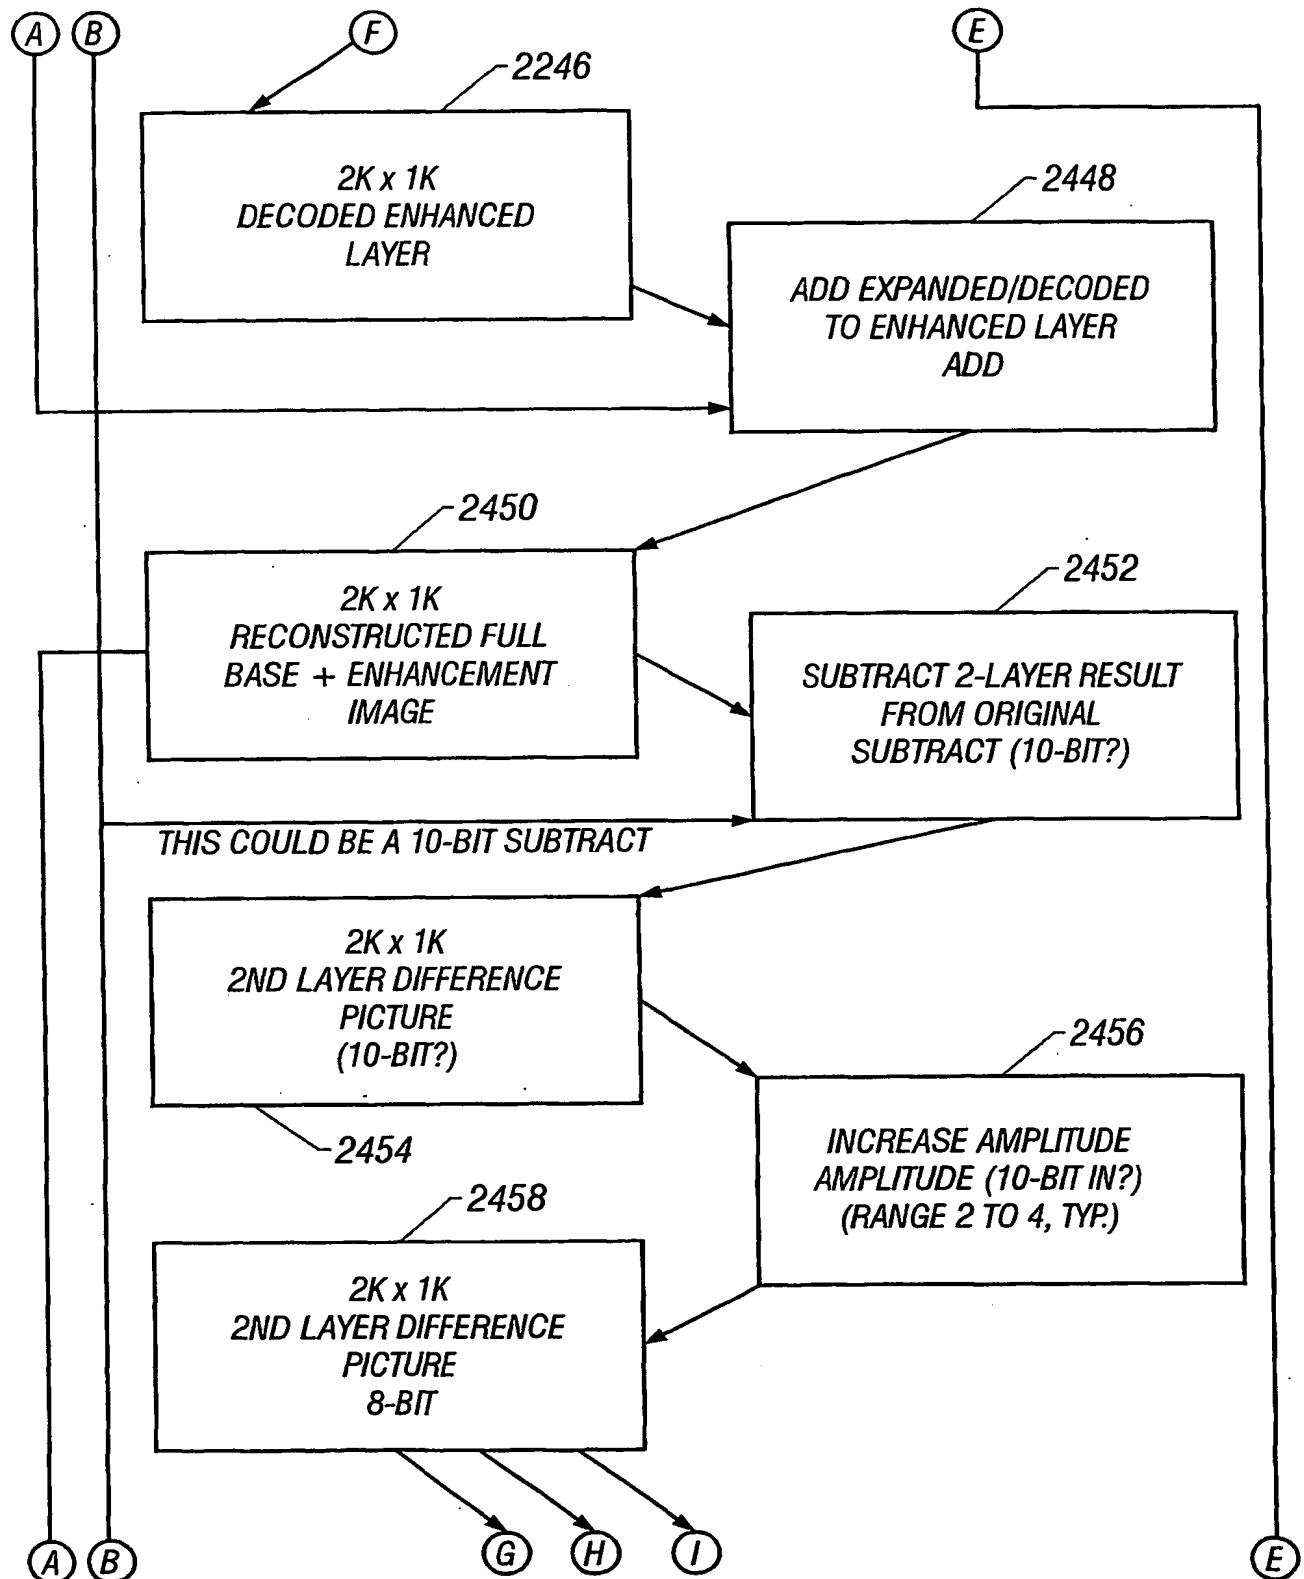 A B F E
2246
2K x 1K
DECODED ENHANCED
LAYER
2448
ADD EXPANDED/DECODED
TO ENHANCED LAYER
ADD
2450
2K x 1K
RECONSTRUCTED FULL
BASE + ENHANCEMENT
IMAGE
2452
SUBTRACT 2-LAYER RESULT
FROM ORIGINAL
SUBTRACT (10-BIT?)
THIS COULD BE A 10-BIT SUBTRACT
2K x 1K
2ND LAYER DIFFERENCE
PICTURE
(10-BIT?)
2454
2456
INCREASE AMPLITUDE
AMPLITUDE (10-BIT IN?)
(RANGE 2 TO 4, TYP.)
2458
2K x 1K
2ND LAYER DIFFERENCE
PICTURE
8-BIT
A B G H I E